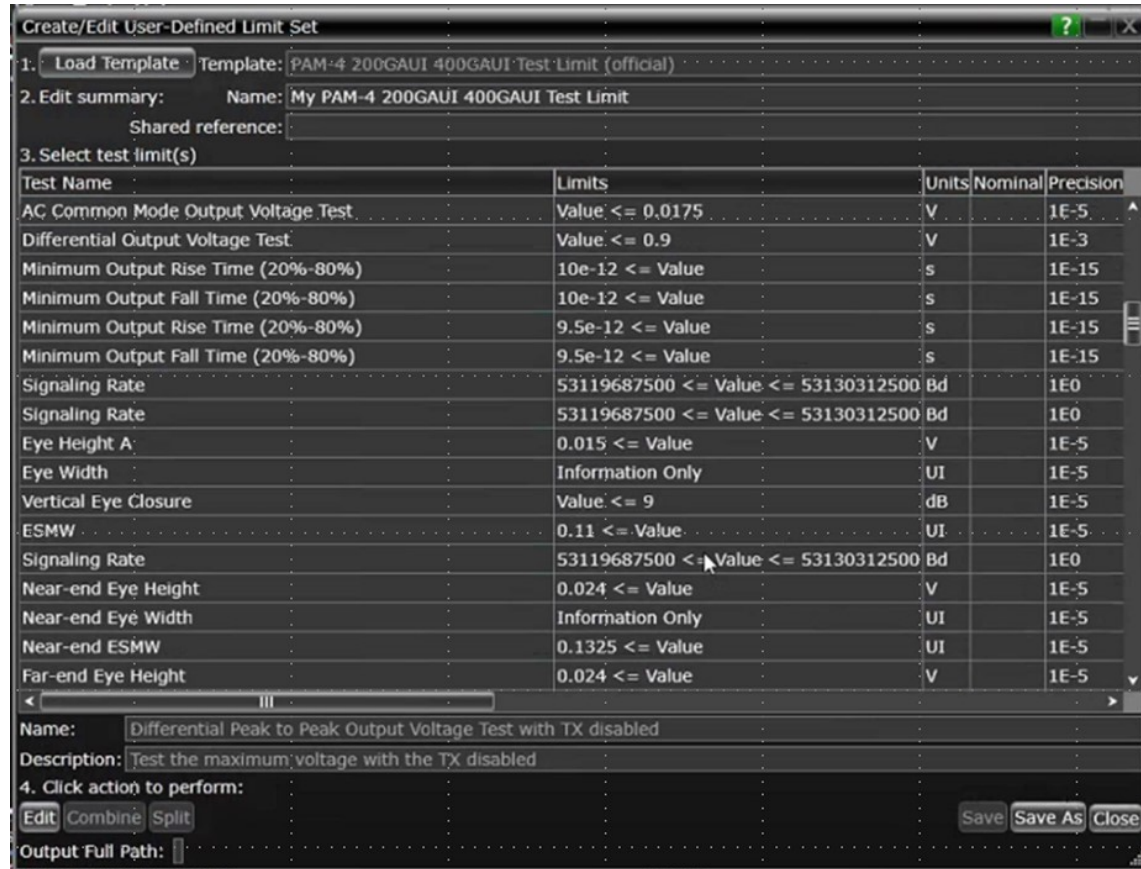 Create/Edit User-Defined Limit Set ? X
1. Load Template Template: PAM-4 200GAUI 400GAUI Test Limit (official)
2. Edit summary: Name: My PAM-4 200GAUI 400GAUI Test Limit
Shared reference:
3. Select test limit(s)
Test Name Limits Units Nominal Precision
AC Common Mode Output Voltage Test Value <= 0.0175 V 1E-5
Differential Output Voltage Test Value <= 0.9 V 1E-3
Minimum Output Rise Time (20%-80%) 10e-12 <= Value s 1E-15
Minimum Output Fall Time (20%-80%) 10e-12 <= Value s 1E-15
Minimum Output Rise Time (20%-80%) 9.5e-12 <= Value s 1E-15
Minimum Output Fall Time (20%-80%) 9.5e-12 <= Value s 1E-15
Signaling Rate 53119687500 <= Value <= 53130312500 Bd 1E0
Signaling Rate 53119687500 <= Value <= 53130312500 Bd 1E0
Eye Height A 0.015 <= Value V 1E-5
Eye Width Information Only UI 1E-5
Vertical Eye Closure Value <= 9 dB 1E-5
ESMW 0.11 <= Value UI 1E-5
Signaling Rate 53119687500 <= Value <= 53130312500 Bd 1E0
Near-end Eye Height 0.024 <= Value V 1E-5
Near-end Eye Width Information Only UI 1E-5
Near-end ESMW 0.1325 <= Value UI 1E-5
Far-end Eye Height 0.024 <= Value V 1E-5
Name: Differential Peak to Peak Output Voltage Test with TX disabled
Description: Test the maximum voltage with the TX disabled
4. Click action to perform:
Edit Combine Split Save Save As Close
Output Full Path: